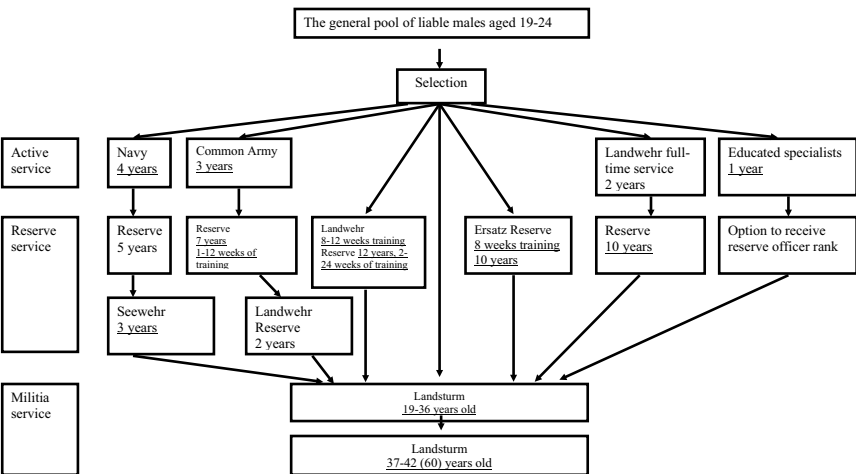 The general pool of liable males aged 19-24
Selection
Active
service
Navy
4 years
Common Army
3 years
Landwehr full-
time service
2 years
Educated specialists
1 year
Reserve
service
Reserve
5 years
Reserve
7 years
1-12 weeks of
training
Landwehr
8-12 weeks training
Reserve 12 years, 2-
24 weeks of training
Ersatz Reserve
8 weeks training
10 years
Reserve
10 years
Option to receive
reserve officer rank
Seewehr
3 years
Landwehr
Reserve
2 years
Militia
service
Landsturm
19-36 years old
Landsturm
37-42 (60) years old